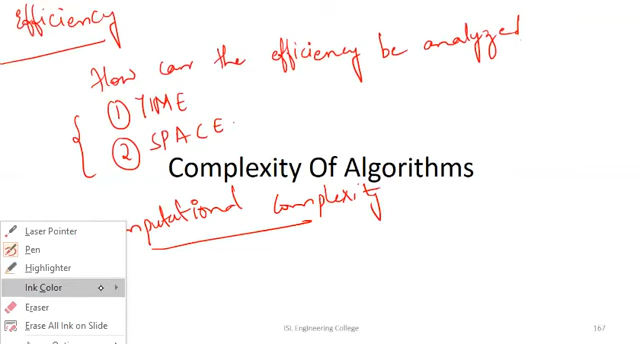 Efficiency
How can the efficiency be analyzed
① TIME
② SPACE
Complexity Of Algorithms
mputational complexity
Laser Pointer
Pen
Highlighter
Ink Color
Eraser
Erase All Ink on Slide
ISL Engineering College
167